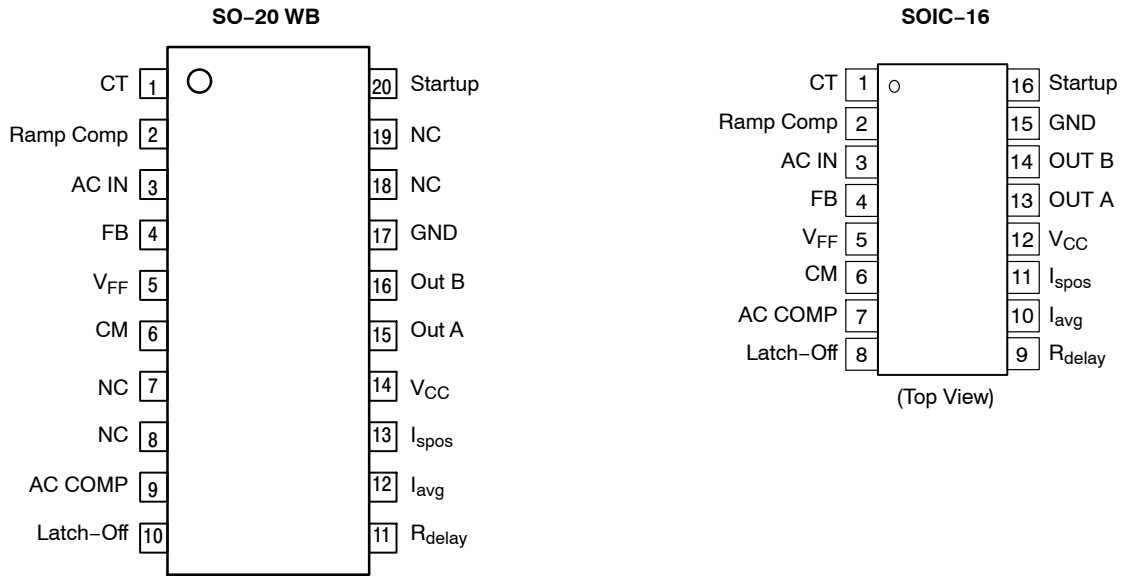 SO–20 WB
CT 1
20 Startup
Ramp Comp 2
19 NC
AC IN 3
18 NC
FB 4
17 GND
VFF 5
16 Out B
CM 6
15 Out A
NC 7
14 VCC
NC 8
13 Ispos
AC COMP 9
12 Iavg
Latch–Off 10
11 Rdelay
SOIC–16
CT 1
16 Startup
Ramp Comp 2
15 GND
AC IN 3
14 OUT B
FB 4
13 OUT A
VFF 5
12 VCC
CM 6
11 Ispos
AC COMP 7
10 Iavg
Latch–Off 8
9 Rdelay
(Top View)